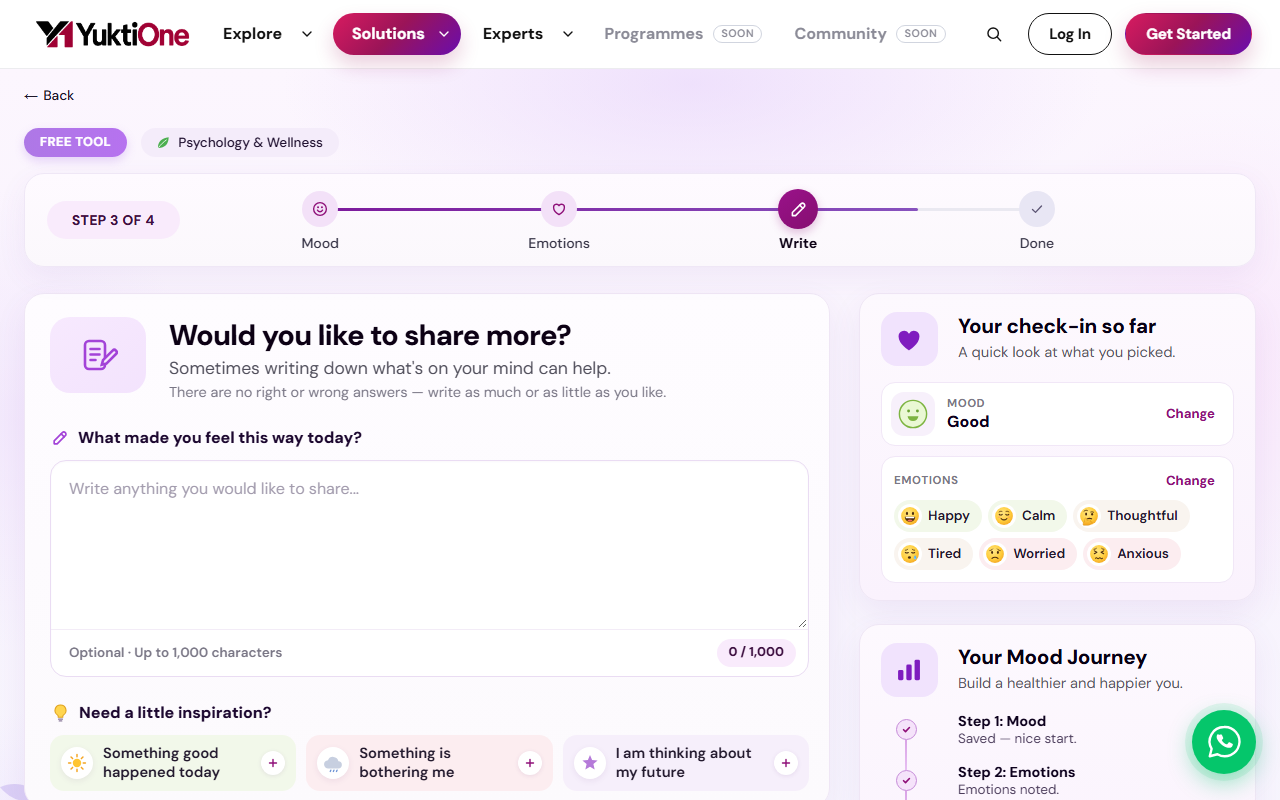 YuktiOne
Explore
Solutions
Experts
Programmes SOON
Community SOON
Log In
Get Started
← Back
FREE TOOL
Psychology & Wellness
STEP 3 OF 4
Mood
Emotions
Write
Done
Would you like to share more?
Sometimes writing down what's on your mind can help.
There are no right or wrong answers — write as much or as little as you like.
What made you feel this way today?
Write anything you would like to share...
Optional · Up to 1,000 characters
0 / 1,000
Need a little inspiration?
Something good
happened today
+
Something is
bothering me
+
I am thinking about
my future
+
Your check-in so far
A quick look at what you picked.
MOOD
Good
Change
EMOTIONS
Change
Happy
Calm
Thoughtful
Tired
Worried
Anxious
Your Mood Journey
Build a healthier and happier you.
Step 1: Mood
Saved — nice start.
Step 2: Emotions
Emotions noted.